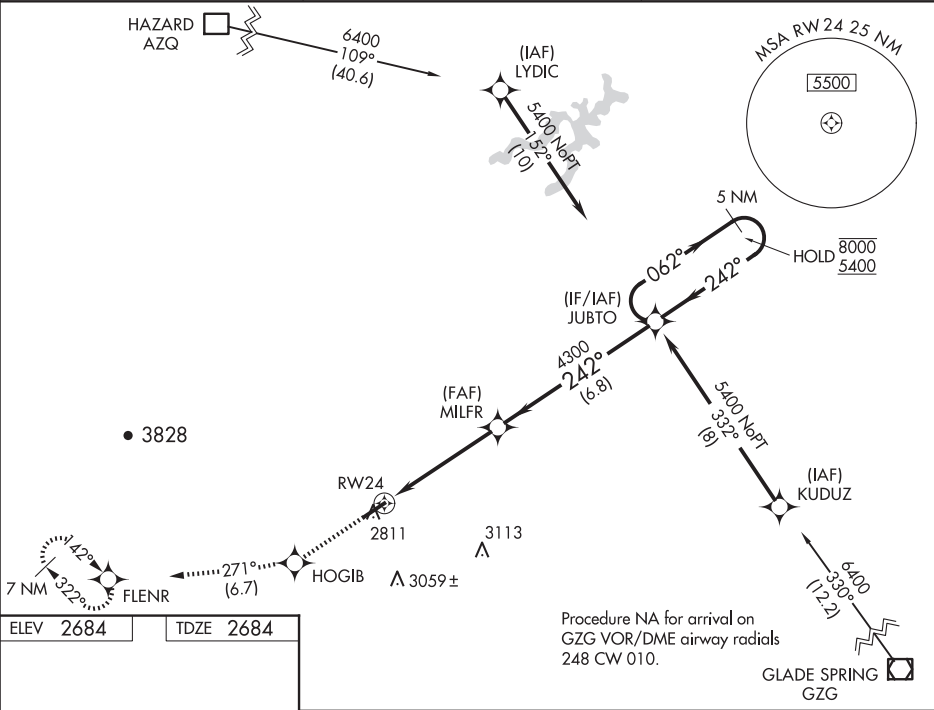 HAZARD
AZQ
6400
109°
(40.6)
(IAF)
LYDIC
5400 NoPT
152°
(10)
MSA RW 24 25 NM
5500
5 NM
HOLD
8000
5400
062°
242°
(IF/IAF)
JUBTO
4300
242°
(6.8)
(FAF)
MILFR
5400 NoPT
332°
(8)
3828
RW24
2811
3113
(IAF)
KUDUZ
142°
322°
7 NM
FLENR
271°
(6.7)
HOGIB
3059±
6400
330°
(12.2)
ELEV 2684
TDZE 2684
Procedure NA for arrival on
GZG VOR/DME airway radials
248 CW 010.
GLADE SPRING
GZG